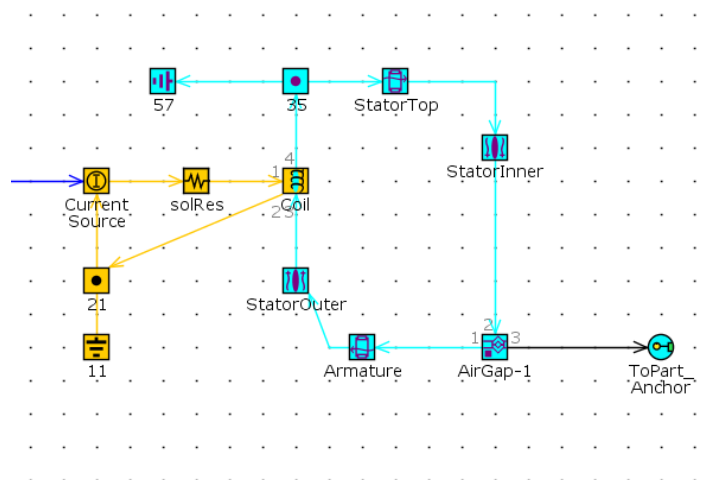 57
35
StatorTop
4
1
StatorInner
Current
Source
solRes
Coil
2 3
21
StatorOuter
2
1
3
11
Armature
AirGap-1
ToPart_
Anchor